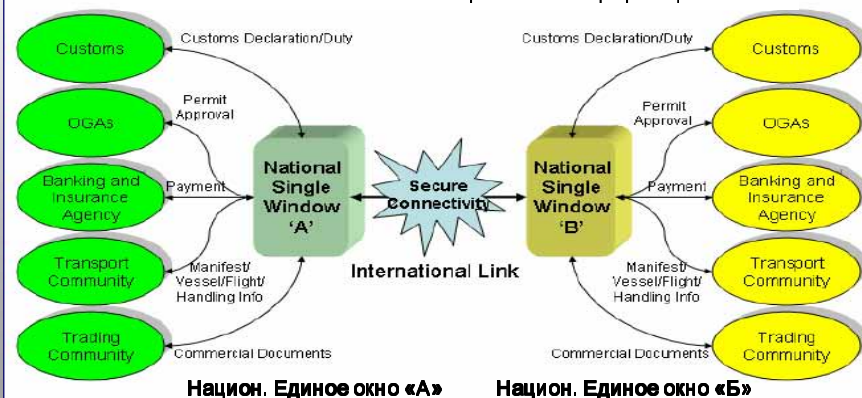 Customs
Customs Declaration/Duty
OGAs
Permit
Approval
Banking and
Insurance
Agency
Payment
Transport
Community
Manifest/
Vessel/Flight/
Handling Info
Trading
Community
Commercial Documents
National
Single
Window
‘A’
Secure
Connectivity
International Link
National
Single
Window
‘B’
Customs Declaration/Duty
Customs
Permit
Approval
OGAs
Payment
Banking and
Insurance
Agency
Manifest/
Vessel/Flight/
Handling Info
Transport
Community
Commercial Documents
Trading
Community
Национ. Единое окно «А»
Национ. Единое окно «Б»